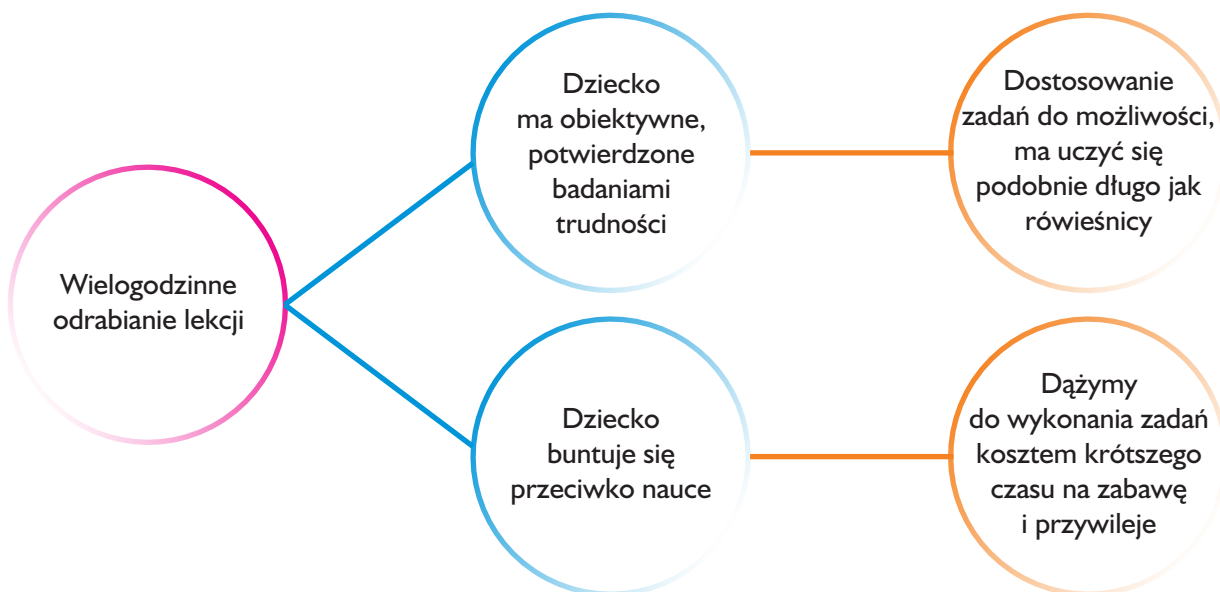 Wielogodzinne
odrabianie lekcji
Dziecko
ma obiektywne,
potwierdzone
badaniami
trudności
Dostosowanie
zadań do możliwości,
ma uczyć się
podobnie długo jak
rówieśnicy
Dziecko
buntuje się
przeciwko nauce
Dążymy
do wykonania zadań
kosztem krótszego
czasu na zabawę
i przywileje